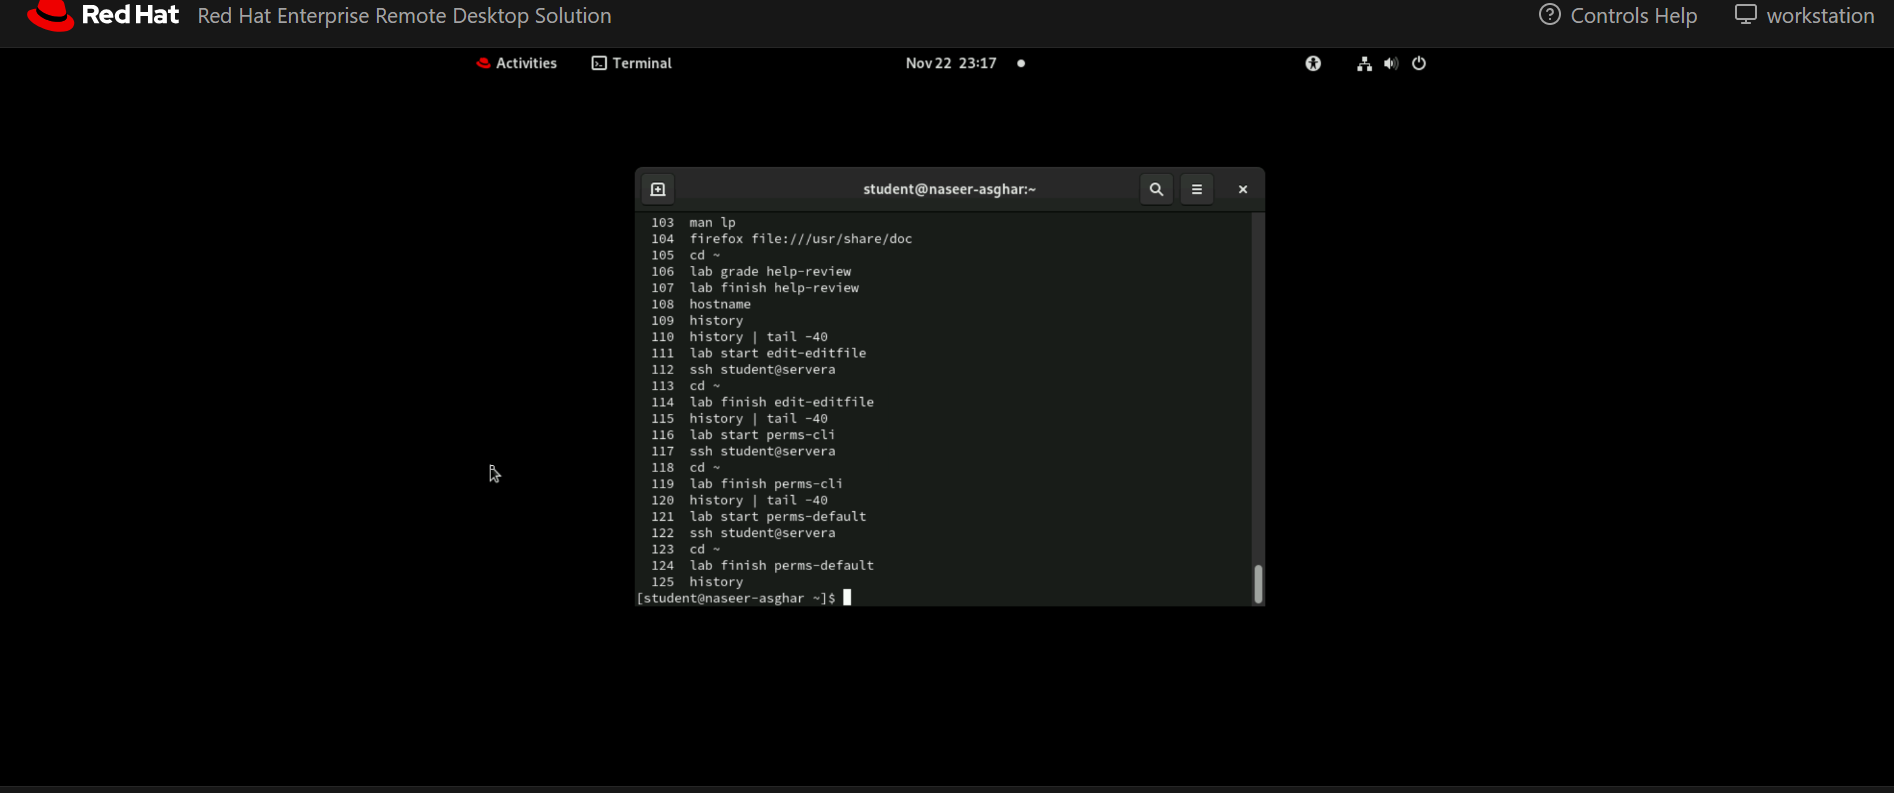 Red Hat Red Hat Enterprise Remote Desktop Solution Controls Help workstation
Activities Terminal Nov 22 23:17
student@naseer-asghar:~
103 man lp
104 firefox file:///usr/share/doc
105 cd ~
106 lab grade help-review
107 lab finish help-review
108 hostname
109 history
110 history | tail -40
111 lab start edit-editfile
112 ssh student@servera
113 cd ~
114 lab finish edit-editfile
115 history | tail -40
116 lab start perms-cli
117 ssh student@servera
118 cd ~
119 lab finish perms-cli
120 history | tail -40
121 lab start perms-default
122 ssh student@servera
123 cd ~
124 lab finish perms-default
125 history
[student@naseer-asghar ~]$